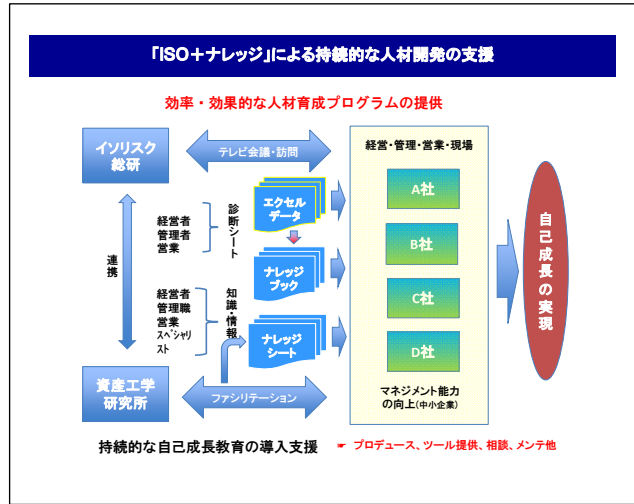 「ISO＋ナレッジ」による持続的な人材開発の支援
効率・効果的な人材育成プログラムの提供
イソリスク
総研
テレビ会議・訪問
経営・管理・営業・現場
経営者
管理者
営業
診断シート
エクセル
データ
A社
連携
ナレッジ
ブック
B社
自己成長の実現
経営者
管理職
営業
スペシャリ
スト
知識・情報
ナレッジ
シート
C社
D社
資産工学
研究所
ファシリテーション
マネジメント能力
の向上(中小企業)
持続的な自己成長教育の導入支援
☛ プロデュース、ツール提供、相談、メンテ他